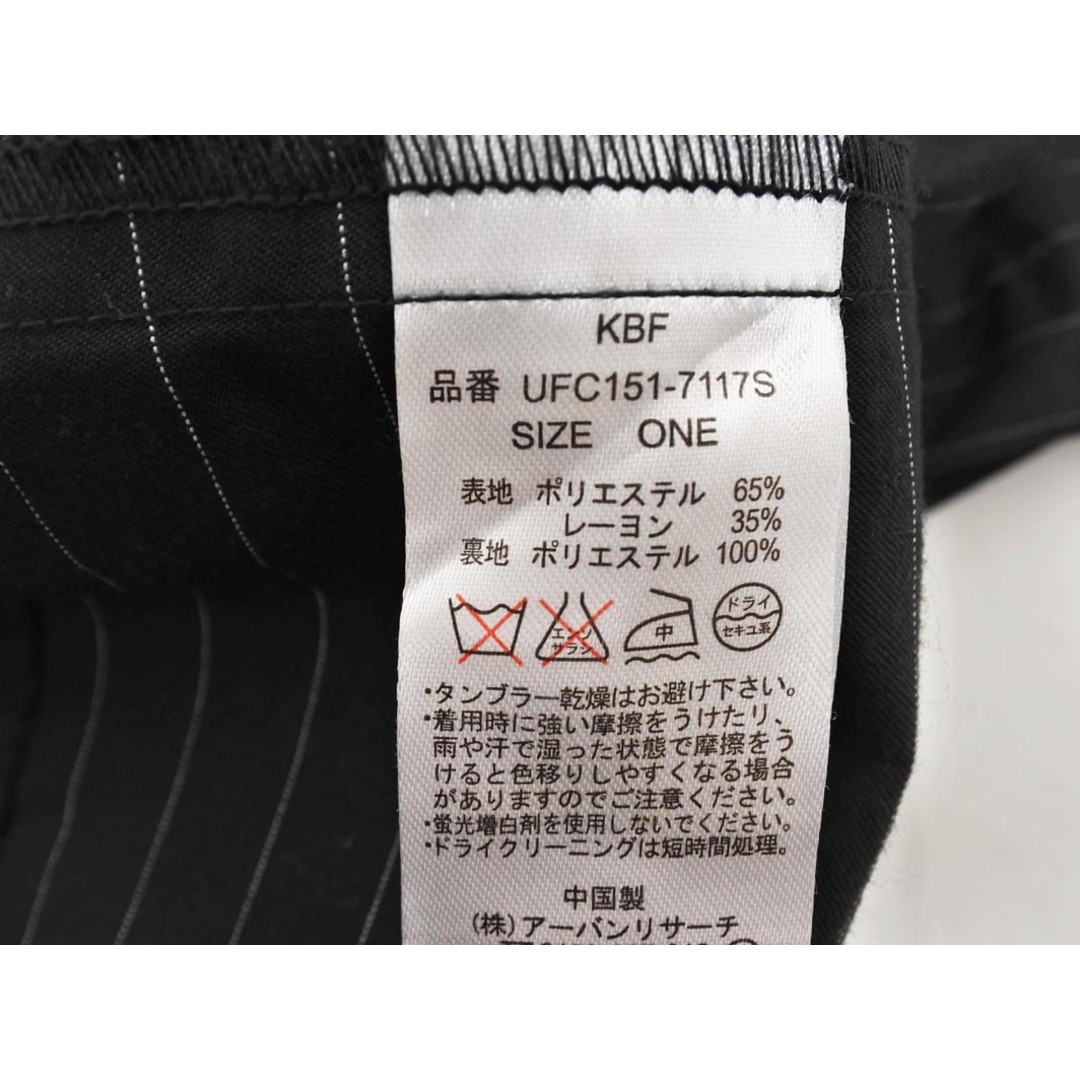 KBF
品番 UFC151-7117S
SIZE ONE
表地 ポリエステル 65%
レーヨン 35%
裏地 ポリエステル 100%
エンソ
サラシ
中
ドライ
セキユ系
・タンブラー乾燥はお避け下さい。
・着用時に強い摩擦をうけたり、
雨や汗で湿った状態で摩擦をう
けると色移りしやすくなる場合
がありますのでご注意ください。
・蛍光増白剤を使用しないでください。
・ドライクリーニングは短時間処理。
中国製
(株)アーバンリサーチ